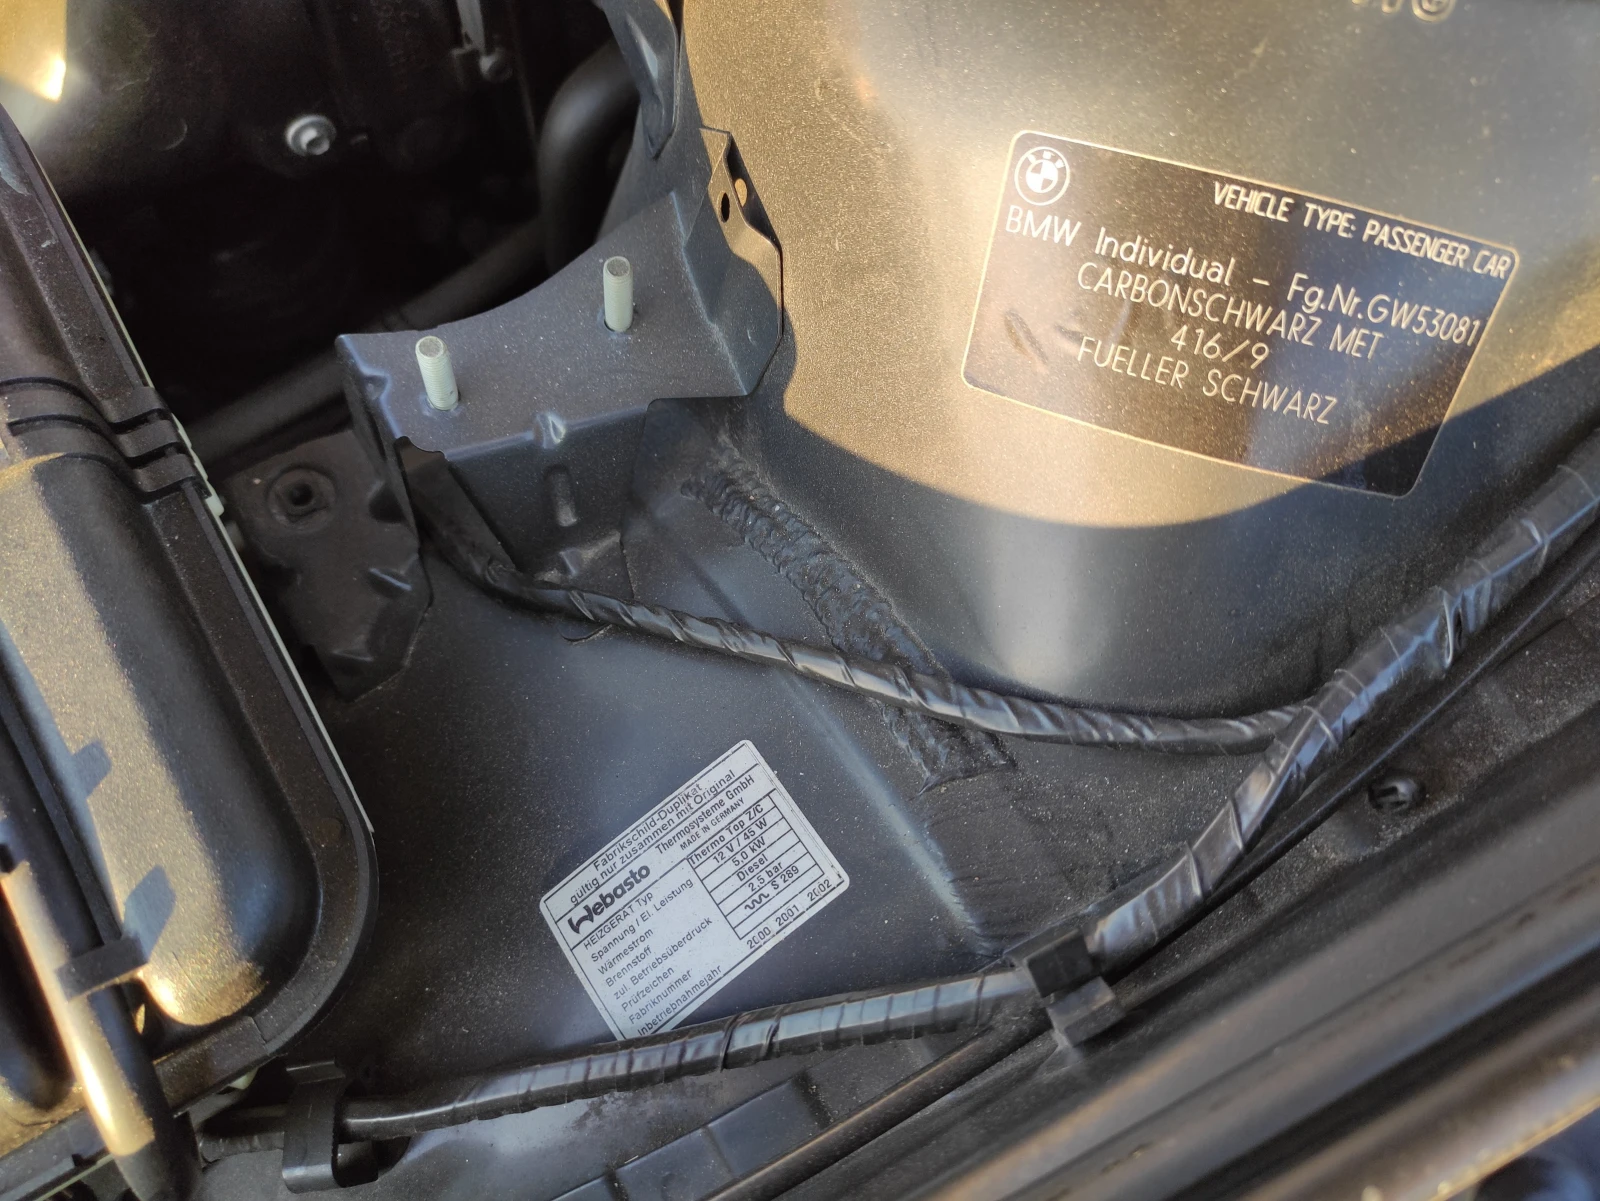 VEHICLE TYPE: PASSENGER CAR
BMW Individual - Fg.Nr.GW53081
CARBONSCHWARZ MET
416/9
FUELLER SCHWARZ
Fabrikschild-Duplikat
gültig nur zusammen mit Original
Webasto Thermosysteme GmbH
MADE IN GERMANY
HEIZGERÄT Typ Thermo Top Z/C
Spannung / El. Leistung 12 V / 45 W
Wärmestrom 5.0 kW
Brennstoff Diesel
zul. Betriebsüberdruck 2.5 bar
Prüfzeichen S 289
Fabriknummer
Inbetriebnahmejahr 2000 2001 2002